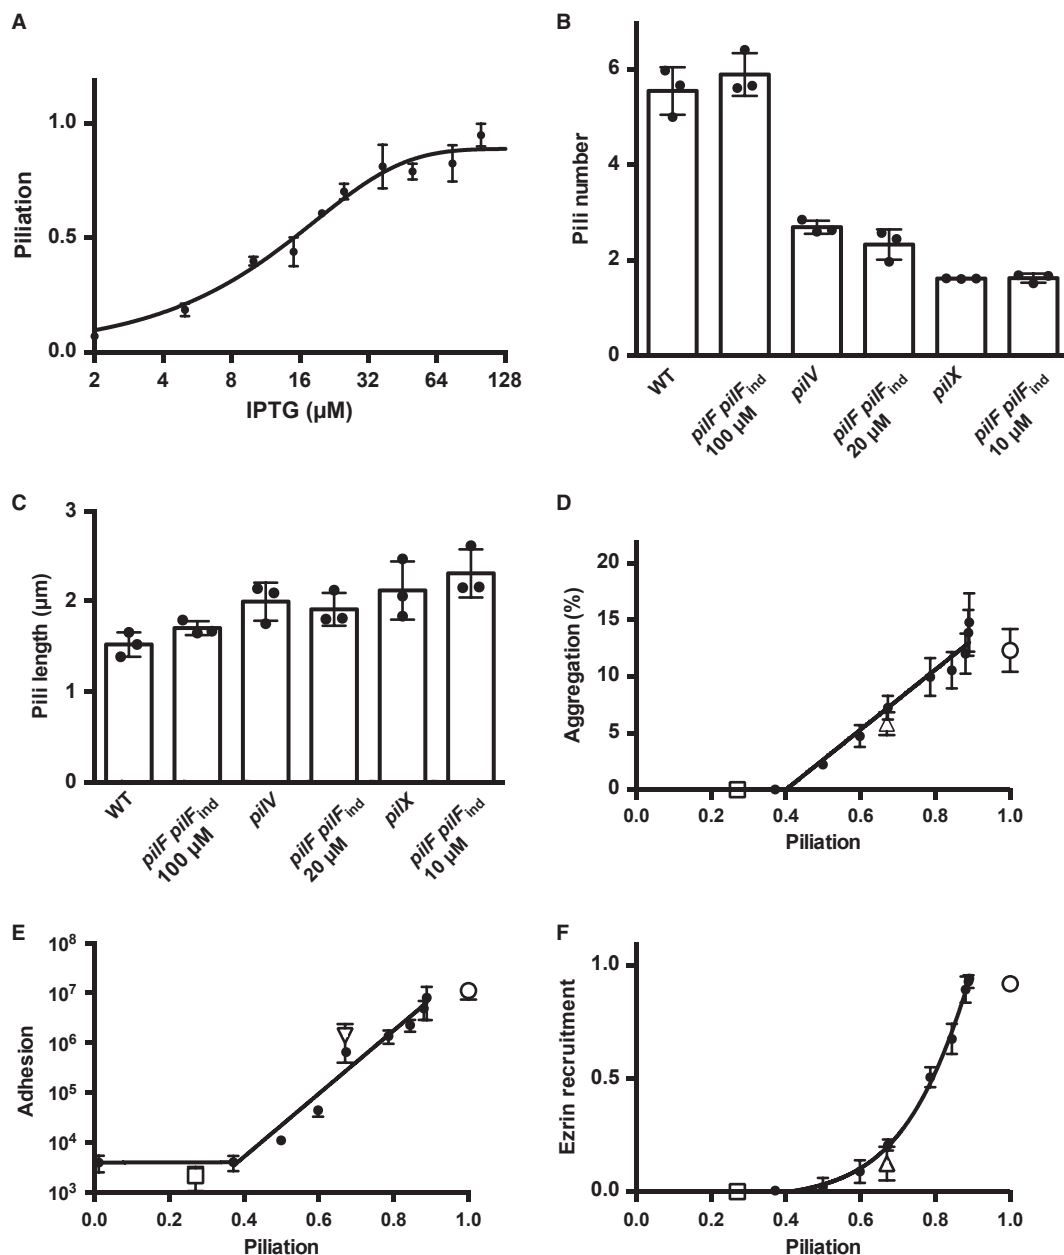 A
Piliation
1.0
0.5
0.0
2 4 8 16 32 64 128
IPTG (µM)
B
Pili number
6
4
2
0
WT
pilF pilFind
100 µM
pilV
pilF pilFind
20 µM
pilX
pilF pilFind
10 µM
C
Pili length (µm)
3
2
1
0
WT
pilF pilFind
100 µM
pilV
pilF pilFind
20 µM
pilX
pilF pilFind
10 µM
D
Aggregation (%)
20
15
10
5
0
0.0 0.2 0.4 0.6 0.8 1.0
Piliation
E
Adhesion
10⁸
10⁷
10⁶
10⁵
10⁴
10³
0.0 0.2 0.4 0.6 0.8 1.0
Piliation
F
Ezrin recruitment
1.0
0.5
0.0
0.0 0.2 0.4 0.6 0.8 1.0
Piliation